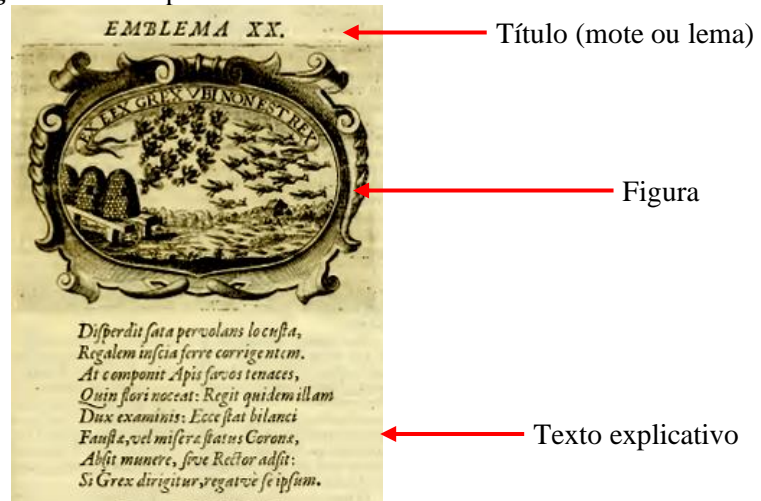 EMBLEMA XX.
Título (mote ou lema)
EX LEX GREX VBI NON EST REX
Figura
Diſperdit ſata pervolans locuſta,
Regalem inſcia ferre corrigentem.
At componit Apis favos tenaces,
Quin flori noceat: Regit quidem illam
Dux examinis: Ecce ſtat bilanci
Fauſtæ, vel miſeræ ſtatus Coronæ,
Abſit munere, ſive Rector adſit:
Si Grex dirigitur, regatvè ſe ipſum.
Texto explicativo